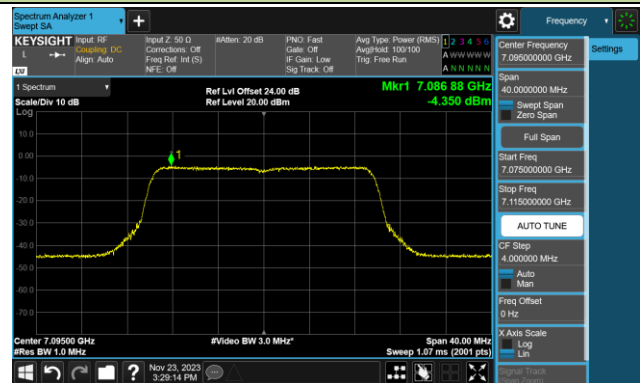 Spectrum Analyzer 1
Swept SA
Frequency
KEYSIGHT
L
LXI
Input: RF
Coupling: DC
Align: Auto
Input Z: 50 Ω
Corrections: Off
Freq Ref: Int (S)
NFE: Off
#Atten: 20 dB
PNO: Fast
Gate: Off
IF Gain: Low
Sig Track: Off
Avg Type: Power (RMS)
Avg|Hold: 100/100
Trig: Free Run
1 2 3 4 5 6
A W W W W W
A N N N N N
1 Spectrum
Scale/Div 10 dB
Log
Ref Lvl Offset 24.00 dB
Ref Level 20.00 dBm
Mkr1 7.086 88 GHz
-4.350 dBm
10.0
0.00
-10.0
-20.0
-30.0
-40.0
-50.0
-60.0
-70.0
1
Center 7.09500 GHz
#Res BW 1.0 MHz
#Video BW 3.0 MHz*
Span 40.00 MHz
Sweep 1.07 ms (2001 pts)
Nov 23, 2023
3:29:14 PM
Center Frequency
7.095000000 GHz
Settings
Span
40.0000000 MHz
Swept Span
Zero Span
Full Span
Start Freq
7.075000000 GHz
Stop Freq
7.115000000 GHz
AUTO TUNE
CF Step
4.000000 MHz
Auto
Man
Freq Offset
0 Hz
X Axis Scale
Log
Lin
Signal Track
(Span Zoom)